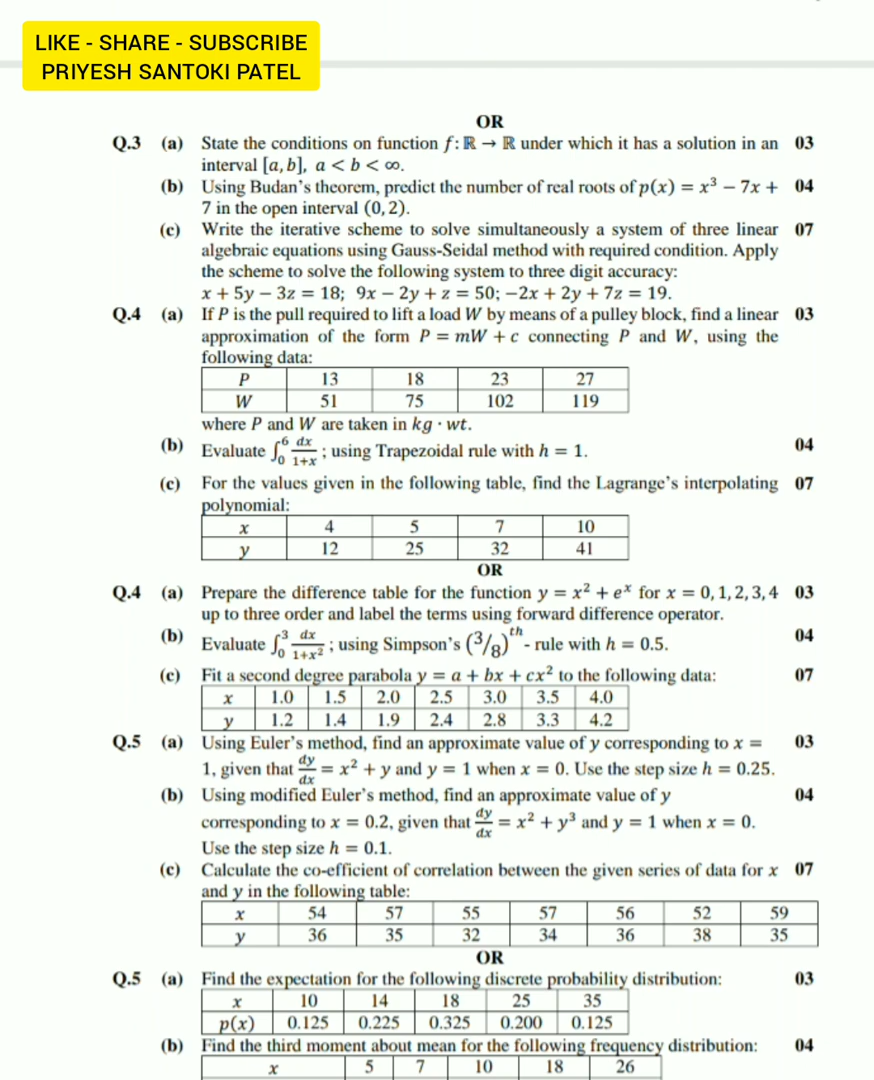 LIKE - SHARE - SUBSCRIBE
PRIYESH SANTOKI PATEL
OR
Q.3 (a) State the conditions on function f: ℝ → ℝ under which it has a solution in an 03
interval [a, b], a < b < ∞.
(b) Using Budan's theorem, predict the number of real roots of p(x) = x³ − 7x + 04
7 in the open interval (0, 2).
(c) Write the iterative scheme to solve simultaneously a system of three linear 07
algebraic equations using Gauss-Seidal method with required condition. Apply
the scheme to solve the following system to three digit accuracy:
x + 5y − 3z = 18; 9x − 2y + z = 50; −2x + 2y + 7z = 19.
Q.4 (a) If P is the pull required to lift a load W by means of a pulley block, find a linear 03
approximation of the form P = mW + c connecting P and W, using the
following data:
P 13 18 23 27
W 51 75 102 119
where P and W are taken in kg · wt.
(b) Evaluate ∫₀⁶ dx/(1+x) ; using Trapezoidal rule with h = 1. 04
(c) For the values given in the following table, find the Lagrange's interpolating 07
polynomial:
x 4 5 7 10
y 12 25 32 41
OR
Q.4 (a) Prepare the difference table for the function y = x² + eˣ for x = 0, 1, 2, 3, 4 03
up to three order and label the terms using forward difference operator.
(b) Evaluate ∫₀³ dx/(1+x²) ; using Simpson's (3/8)ᵗʰ - rule with h = 0.5. 04
(c) Fit a second degree parabola y = a + bx + cx² to the following data: 07
x 1.0 1.5 2.0 2.5 3.0 3.5 4.0
y 1.2 1.4 1.9 2.4 2.8 3.3 4.2
Q.5 (a) Using Euler's method, find an approximate value of y corresponding to x = 03
1, given that dy/dx = x² + y and y = 1 when x = 0. Use the step size h = 0.25.
(b) Using modified Euler's method, find an approximate value of y 04
corresponding to x = 0.2, given that dy/dx = x² + y³ and y = 1 when x = 0.
Use the step size h = 0.1.
(c) Calculate the co-efficient of correlation between the given series of data for x 07
and y in the following table:
x 54 57 55 57 56 52 59
y 36 35 32 34 36 38 35
OR
Q.5 (a) Find the expectation for the following discrete probability distribution: 03
x 10 14 18 25 35
p(x) 0.125 0.225 0.325 0.200 0.125
(b) Find the third moment about mean for the following frequency distribution: 04
x 5 7 10 18 26